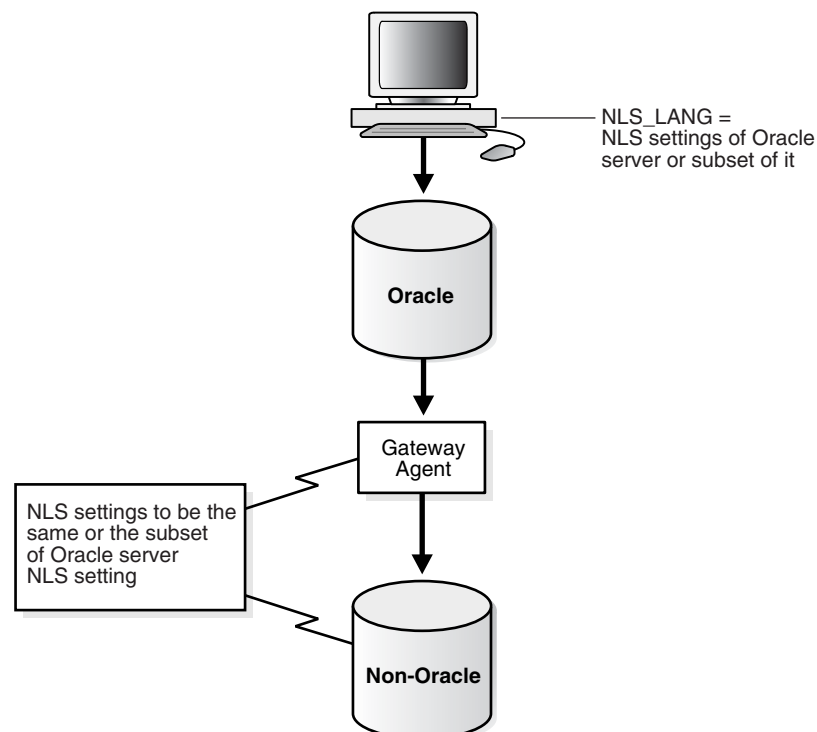 NLS_LANG =
NLS settings of Oracle
server or subset of it
Oracle
Gateway
Agent
NLS settings to be the
same or the subset
of Oracle server
NLS setting
Non-Oracle